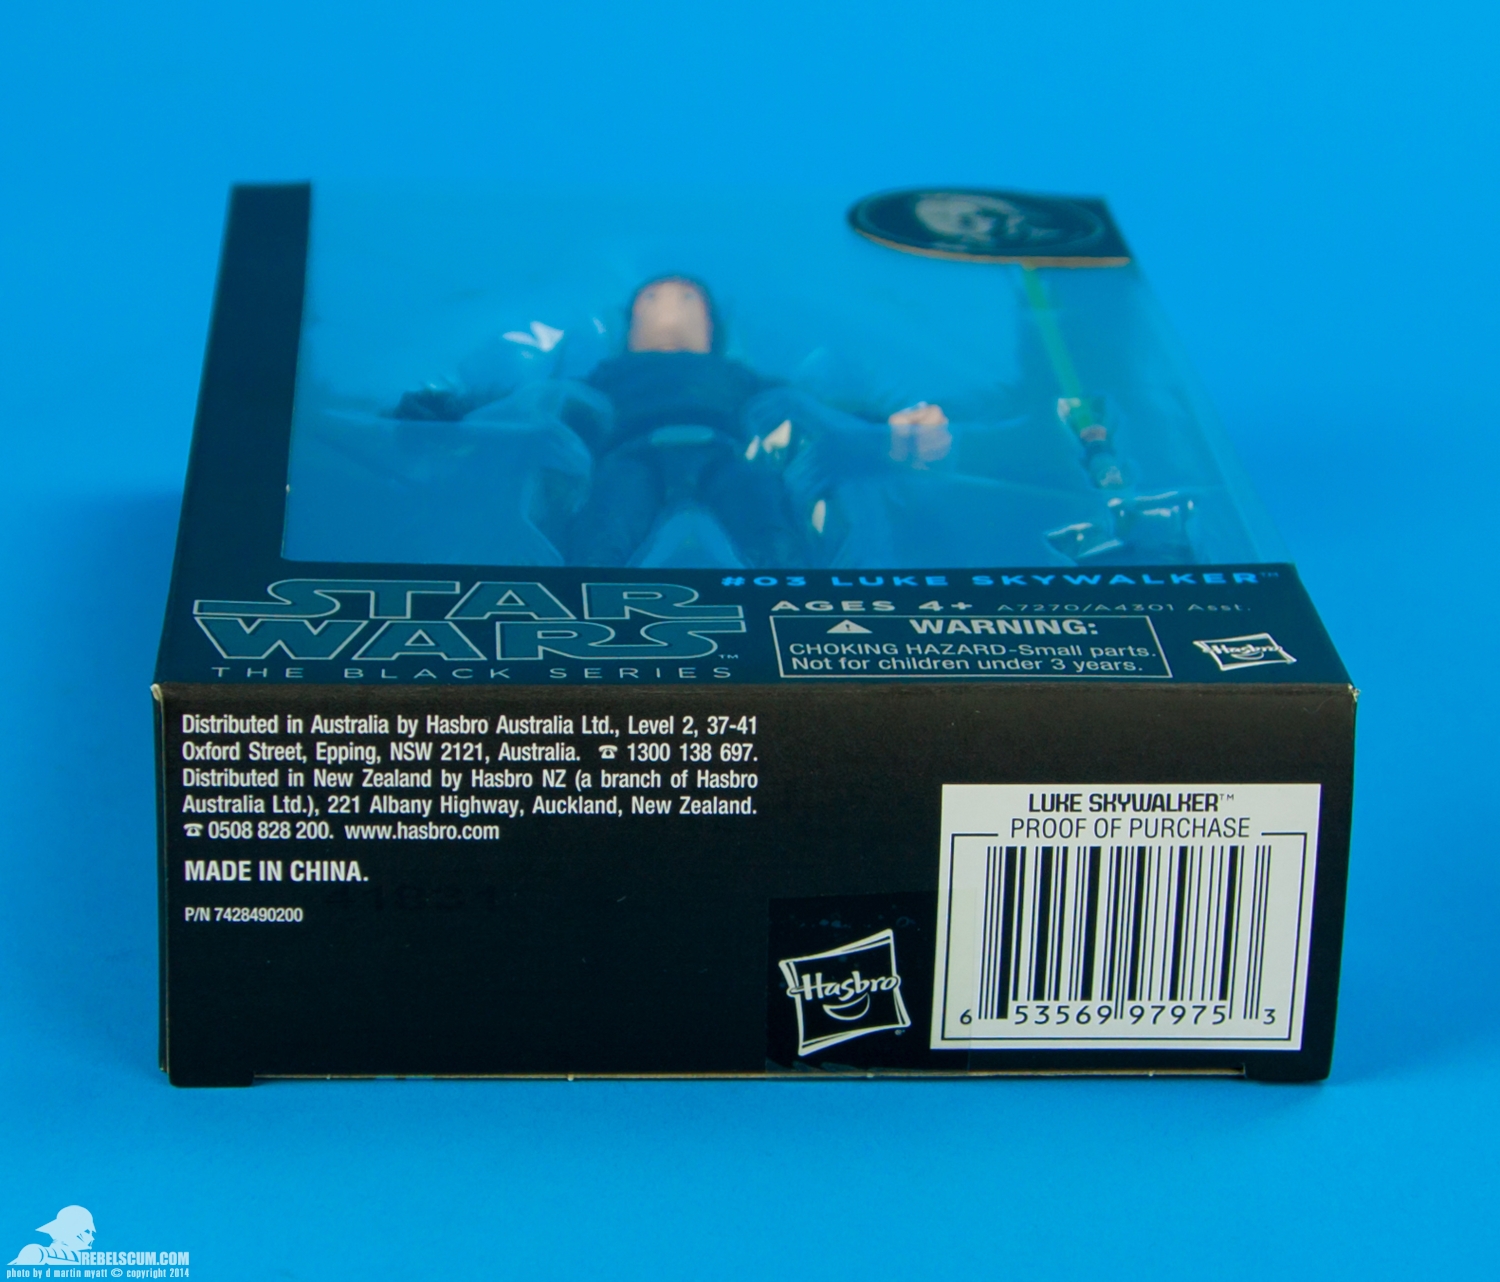 #03 LUKE SKYWALKER™
STAR
WARS™
THE BLACK SERIES
AGES 4+ A7270/A4301 Asst.
⚠ WARNING:
CHOKING HAZARD-Small parts.
Not for children under 3 years.
Hasbro
Distributed in Australia by Hasbro Australia Ltd., Level 2, 37-41
Oxford Street, Epping, NSW 2121, Australia. ☎ 1300 138 697.
Distributed in New Zealand by Hasbro NZ (a branch of Hasbro
Australia Ltd.), 221 Albany Highway, Auckland, New Zealand.
☎ 0508 828 200. www.hasbro.com
MADE IN CHINA.
P/N 7428490200
Hasbro®
LUKE SKYWALKER™
PROOF OF PURCHASE
6 53569 97975 3
REBELSCUM.COM
photo by d martin myatt © copyright 2014